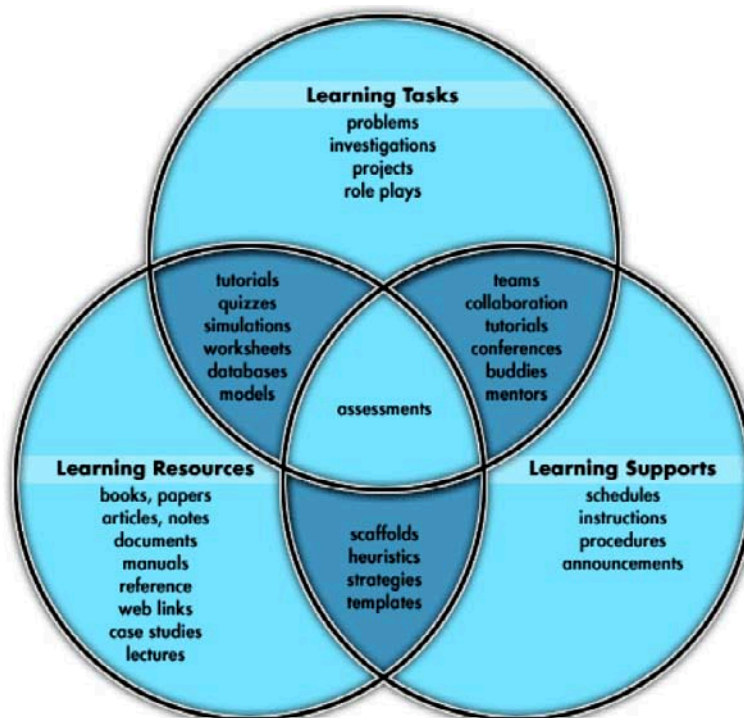 Learning Tasks
problems
investigations
projects
role plays
tutorials
quizzes
simulations
worksheets
databases
models
teams
collaboration
tutorials
conferences
buddies
mentors
assessments
Learning Resources
books, papers
articles, notes
documents
manuals
reference
web links
case studies
lectures
scaffolds
heuristics
strategies
templates
Learning Supports
schedules
instructions
procedures
announcements